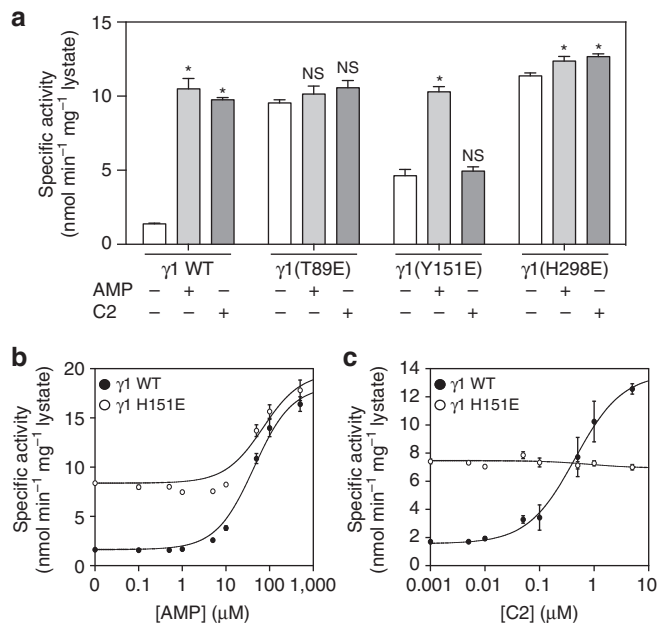 a
Specific activity
(nmol min⁻¹ mg⁻¹ lystate)
15
10
5
0
* * NS NS * NS * *
γ1 WT γ1(T89E) γ1(Y151E) γ1(H298E)
AMP – + – – + – – + – – + –
C2 – – + – – + – – + – – +
b
Specific activity
(nmol min⁻¹ mg⁻¹ lystate)
20
15
10
5
0
γ1 WT
γ1 H151E
0 0.1 1.0 10 100 1,000
[AMP] (μM)
c
Specific activity
(nmol min⁻¹ mg⁻¹ lystate)
14
12
10
8
6
4
2
0
γ1 WT
γ1 H151E
0.001 0.01 0.1 1 10
[C2] (μM)